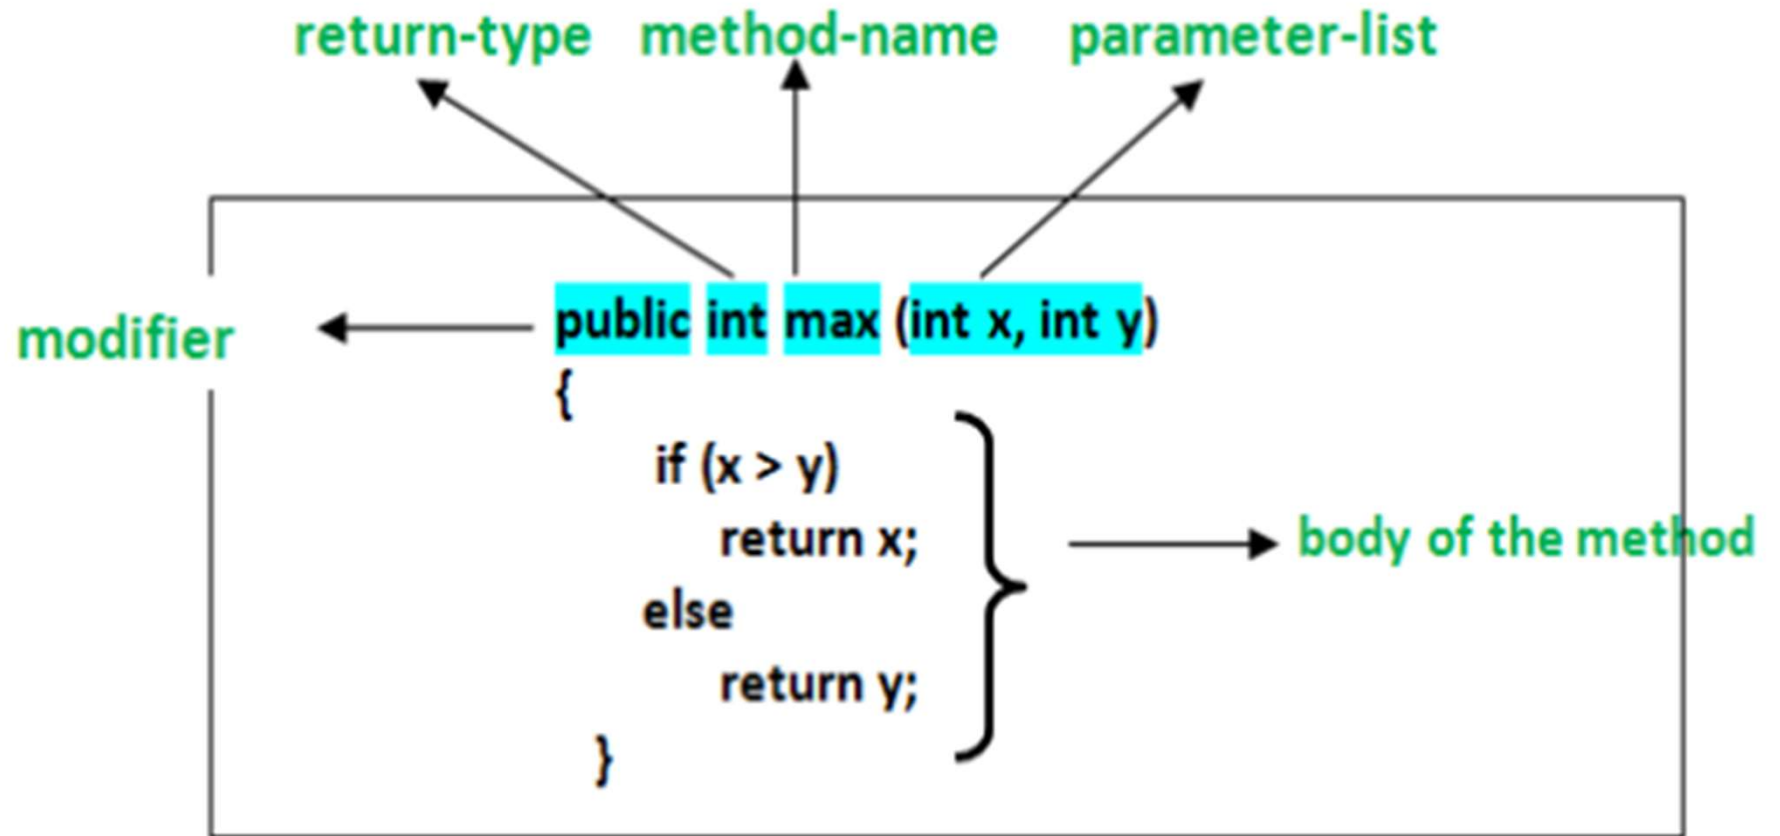 return-type method-name parameter-list
modifier public int max (int x, int y)
{
if (x > y)
return x;
body of the method
else
return y;
}